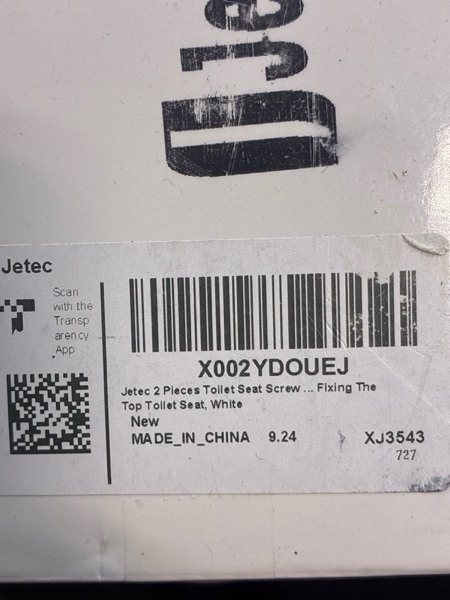 Jetec
Scan
with the
Transp
arency
App
X002YDOUEJ
Jetec 2 Pieces Toilet Seat Screw ... Fixing The
Top Toilet Seat, White
New
MADE_IN_CHINA 9.24 XJ3543
727